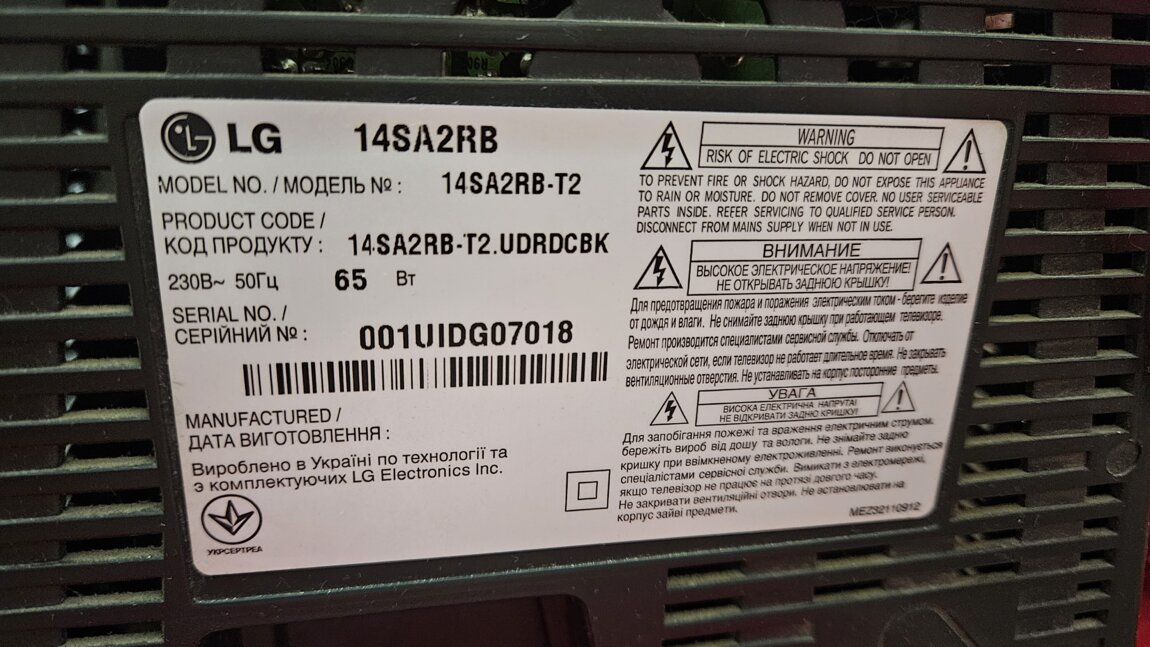 LG 14SA2RB
MODEL NO. / МОДЕЛЬ № : 14SA2RB-T2
PRODUCT CODE /
КОД ПРОДУКТУ : 14SA2RB-T2.UDRDCBK
230В~ 50Гц 65 Вт
SERIAL NO. /
СЕРІЙНИЙ № : 001UIDG07018
MANUFACTURED /
ДАТА ВИГОТОВЛЕННЯ :
Вироблено в Україні по технології та
з комплектуючих LG Electronics Inc.
УКРСЕРТРЕА
WARNING
RISK OF ELECTRIC SHOCK DO NOT OPEN
TO PREVENT FIRE OR SHOCK HAZARD, DO NOT EXPOSE THIS APPLIANCE
TO RAIN OR MOISTURE. DO NOT REMOVE COVER. NO USER SERVICEABLE
PARTS INSIDE. REFER SERVICING TO QUALIFIED SERVICE PERSON.
DISCONNECT FROM MAINS SUPPLY WHEN NOT IN USE.
ВНИМАНИЕ
ВЫСОКОЕ ЭЛЕКТРИЧЕСКОЕ НАПРЯЖЕНИЕ!
НЕ ОТКРЫВАТЬ ЗАДНЮЮ КРЫШКУ!
Для предотвращения пожара и поражения электрическим током - берегите изделие
от дождя и влаги. Не снимайте заднюю крышку при работающем телевизоре.
Ремонт производится специалистами сервисной службы. Отключать от
электрической сети, если телевизор не работает длительное время. Не закрывать
вентиляционные отверстия. Не устанавливать на корпус посторонние предметы.
УВАГА
ВИСОКА ЕЛЕКТРИЧНА НАПРУГА!
НЕ ВІДКРИВАТИ ЗАДНЮ КРИШКУ!
Для запобігання пожежі та враження електричним струмом.
бережіть вироб від дощу та вологи. Не знімайте задню
кришку при ввімкненому електроживленні. Ремонт виконується
спеціалістами сервісної служби. Вимикати з електромережі,
якщо телевізор не працює на протязі довгого часу.
Не закривати вентиляційні отвори. Не встановлювати на
корпус зайві предмети.
MEZ32110912